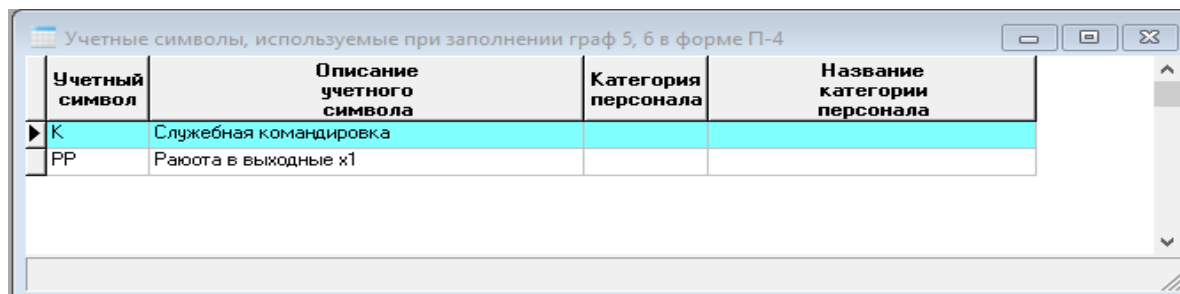 Учетные символы, используемые при заполнении граф 5, 6 в форме П-4
Учетный символ Описание учетного символа Категория персонала Название категории персонала
К Служебная командировка
РР Раюота в выходные х1